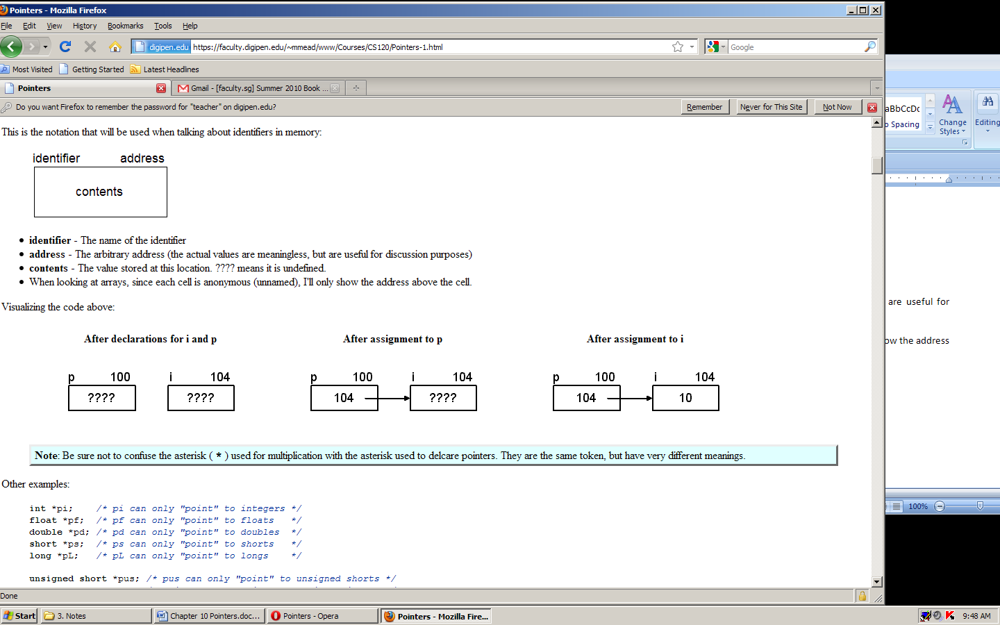 Pointers - Mozilla Firefox
File Edit View History Bookmarks Tools Help
digipen.edu https://faculty.digipen.edu/~mmead/www/Courses/CS120/Pointers-1.html
Google
Most Visited Getting Started Latest Headlines
Pointers
Gmail - [faculty.sg] Summer 2010 Book ...
Do you want Firefox to remember the password for "teacher" on digipen.edu?
Remember Never for This Site Not Now
This is the notation that will be used when talking about identifiers in memory:
identifier address
contents
identifier - The name of the identifier
address - The arbitrary address (the actual values are meaningless, but are useful for discussion purposes)
contents - The value stored at this location. ???? means it is undefined.
When looking at arrays, since each cell is anonymous (unnamed), I'll only show the address above the cell.
Visualizing the code above:
After declarations for i and p After assignment to p After assignment to i
p 100 i 104 p 100 i 104 p 100 i 104
???? ???? 104 ???? 104 10
Note: Be sure not to confuse the asterisk ( * ) used for multiplication with the asterisk used to delcare pointers. They are the same token, but have very different meanings.
Other examples:
int *pi; /* pi can only "point" to integers */
float *pf; /* pf can only "point" to floats */
double *pd; /* pd can only "point" to doubles */
short *ps; /* ps can only "point" to shorts */
long *pL; /* pL can only "point" to longs */
unsigned short *pus; /* pus can only "point" to unsigned shorts */
Done
aBbCcDc
o Spacing
Change
Styles
Editing
are useful for
ow the address
100%
Start 3. Notes Chapter 10 Pointers.doc... Pointers - Opera Pointers - Mozilla Fire... 9:48 AM